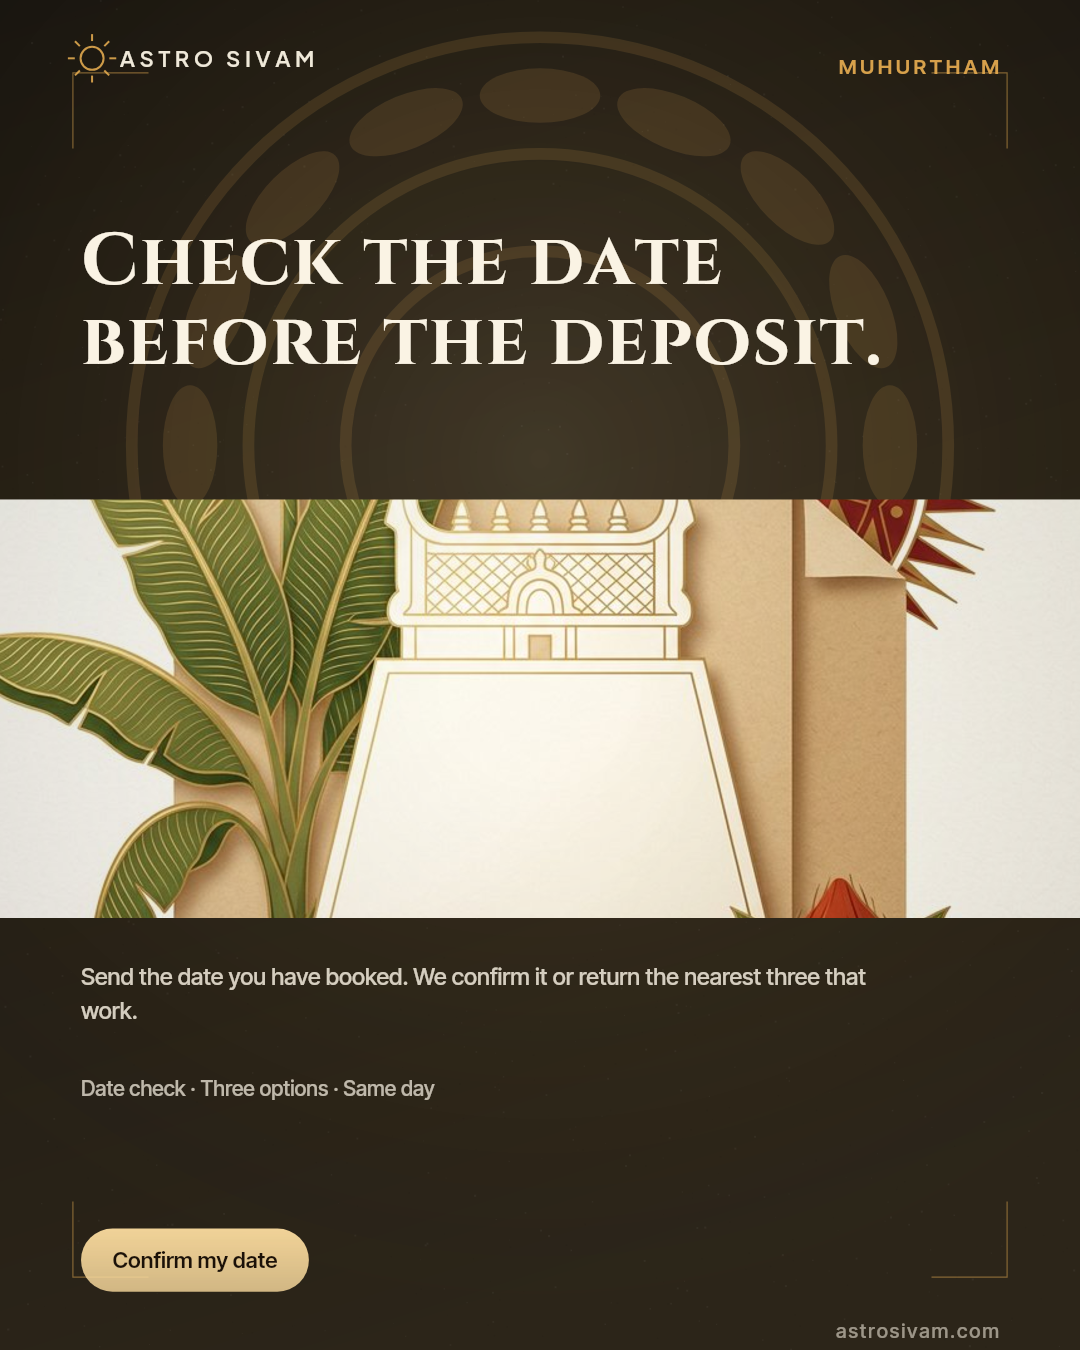 ASTRO SIVAM
MUHURTHAM
CHECK THE DATE
BEFORE THE DEPOSIT.
Send the date you have booked. We confirm it or return the nearest three that
work.
Date check · Three options · Same day
Confirm my date
astrosivam.com